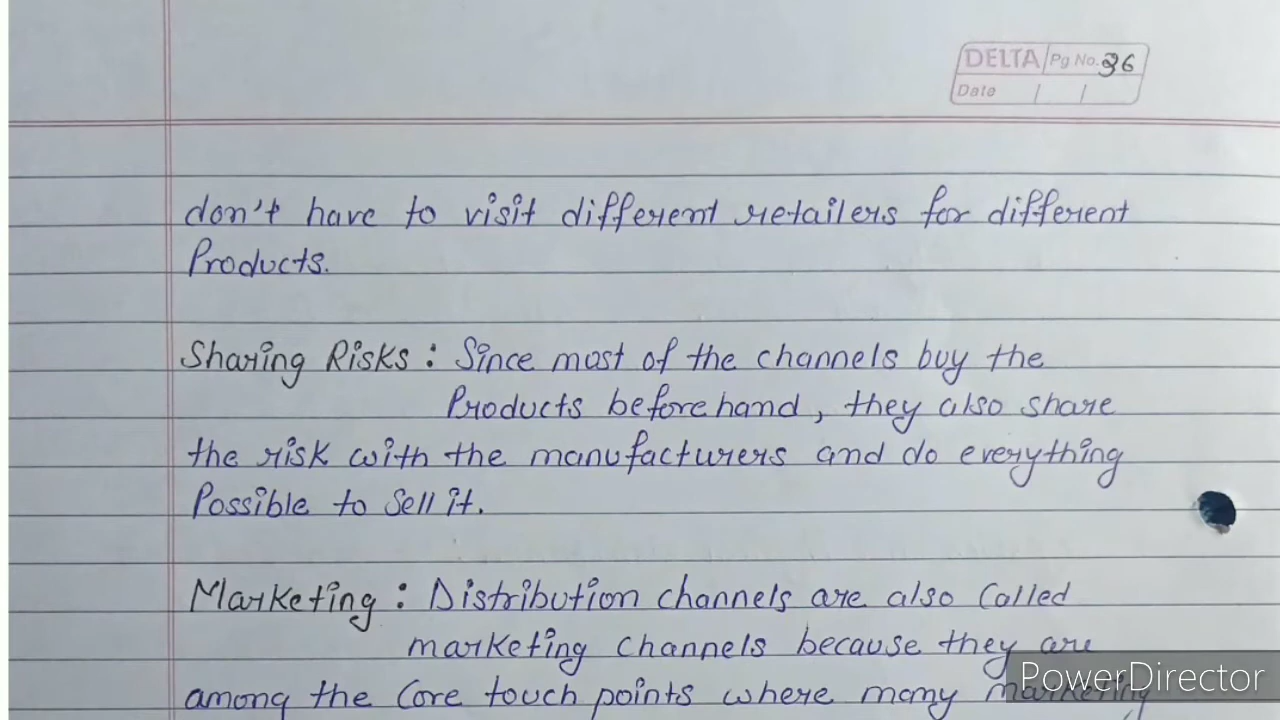 DELTA Pg No. 36
Date / /
don't have to visit different retailers for different
Products.
Sharing Risks : Since most of the channels buy the
Products beforehand, they also share
the risk with the manufacturers and do everything
Possible to Sell it.
Marketing : Distribution channels are also Called
marketing Channels because they are
among the Core touch points where many marketing
PowerDirector